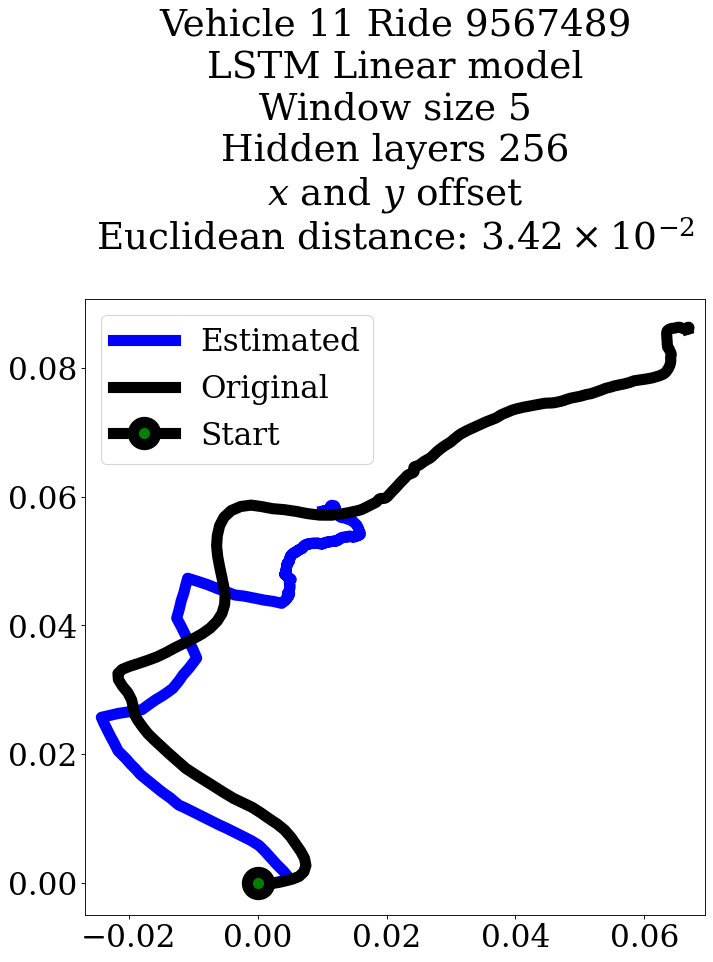 Vehicle 11 Ride 9567489
LSTM Linear model
Window size 5
Hidden layers 256
x and y offset
Euclidean distance: 3.42 × 10⁻²
Estimated
Original
Start
0.08
0.06
0.04
0.02
0.00
−0.02 0.00 0.02 0.04 0.06